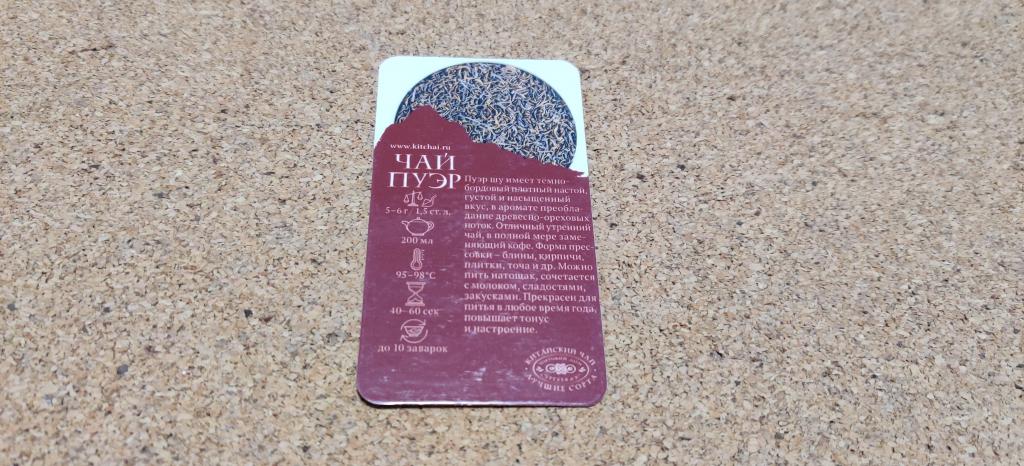 www.kitchai.ru
ЧАЙ
ПУЭР
5–6 г / 1,5 ст. л.
200 мл
95–98°C
40–60 сек
до 10 заварок
Пуэр шу имеет темно-
бордовый плотный настой,
густой и насыщенный
вкус, в аромате преобла-
дание древесно-ореховых
ноток. Отличный утренний
чай, в полной мере заме-
няющий кофе. Форма прес-
совки – блины, кирпичи,
плитки, точа и др. Можно
пить натощак, сочетается
с молоком, сладостями,
закусками. Прекрасен для
питья в любое время года,
повышает тонус
и настроение.
КИТАЙСКИЙ ЧАЙ
ЛУЧШИЕ СОРТА